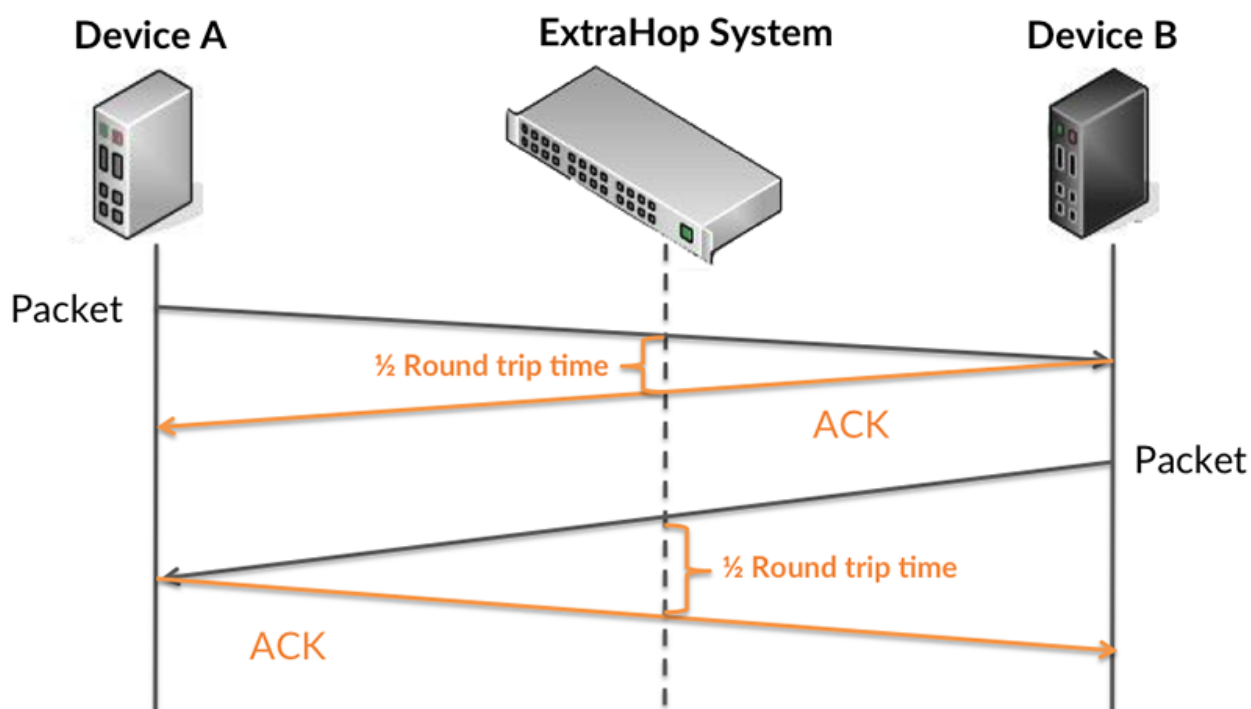 Device A
ExtraHop System
Device B
Packet
½ Round trip time
ACK
Packet
½ Round trip time
ACK